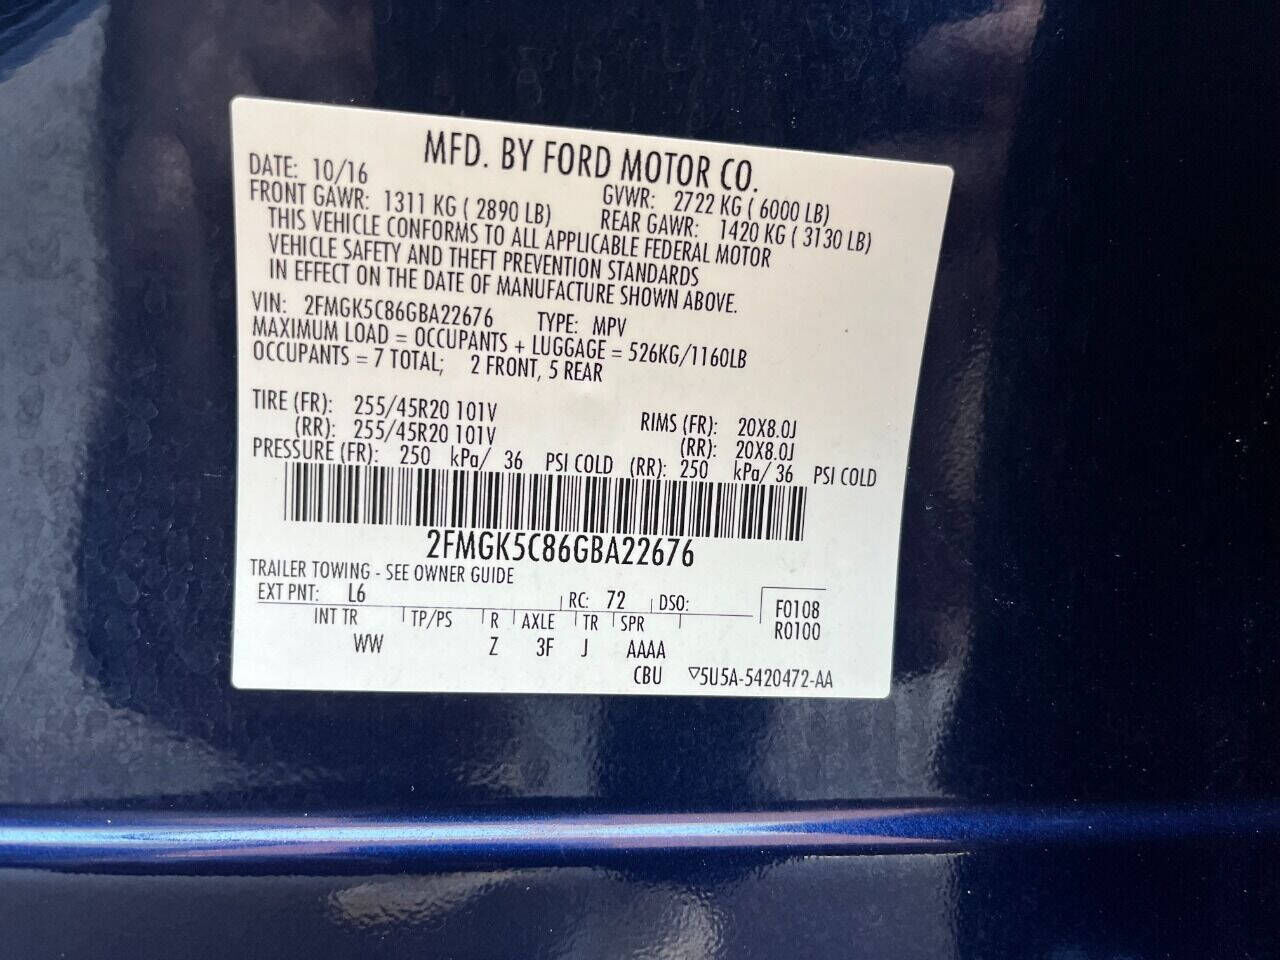 MFD. BY FORD MOTOR CO.
DATE: 10/16 GVWR: 2722 KG ( 6000 LB)
FRONT GAWR: 1311 KG ( 2890 LB) REAR GAWR: 1420 KG ( 3130 LB)
THIS VEHICLE CONFORMS TO ALL APPLICABLE FEDERAL MOTOR
VEHICLE SAFETY AND THEFT PREVENTION STANDARDS
IN EFFECT ON THE DATE OF MANUFACTURE SHOWN ABOVE.
VIN: 2FMGK5C86GBA22676 TYPE: MPV
MAXIMUM LOAD = OCCUPANTS + LUGGAGE = 526KG/1160LB
OCCUPANTS = 7 TOTAL; 2 FRONT, 5 REAR
TIRE (FR): 255/45R20 101V RIMS (FR): 20X8.0J
(RR): 255/45R20 101V (RR): 20X8.0J
PRESSURE (FR): 250 kPa/ 36 PSI COLD (RR): 250 kPa/ 36 PSI COLD
2FMGK5C86GBA22676
TRAILER TOWING - SEE OWNER GUIDE
EXT PNT: L6 RC: 72 DSO: F0108
INT TR TP/PS R AXLE TR SPR R0100
WW Z 3F J AAAA
CBU ▽5U5A-5420472-AA